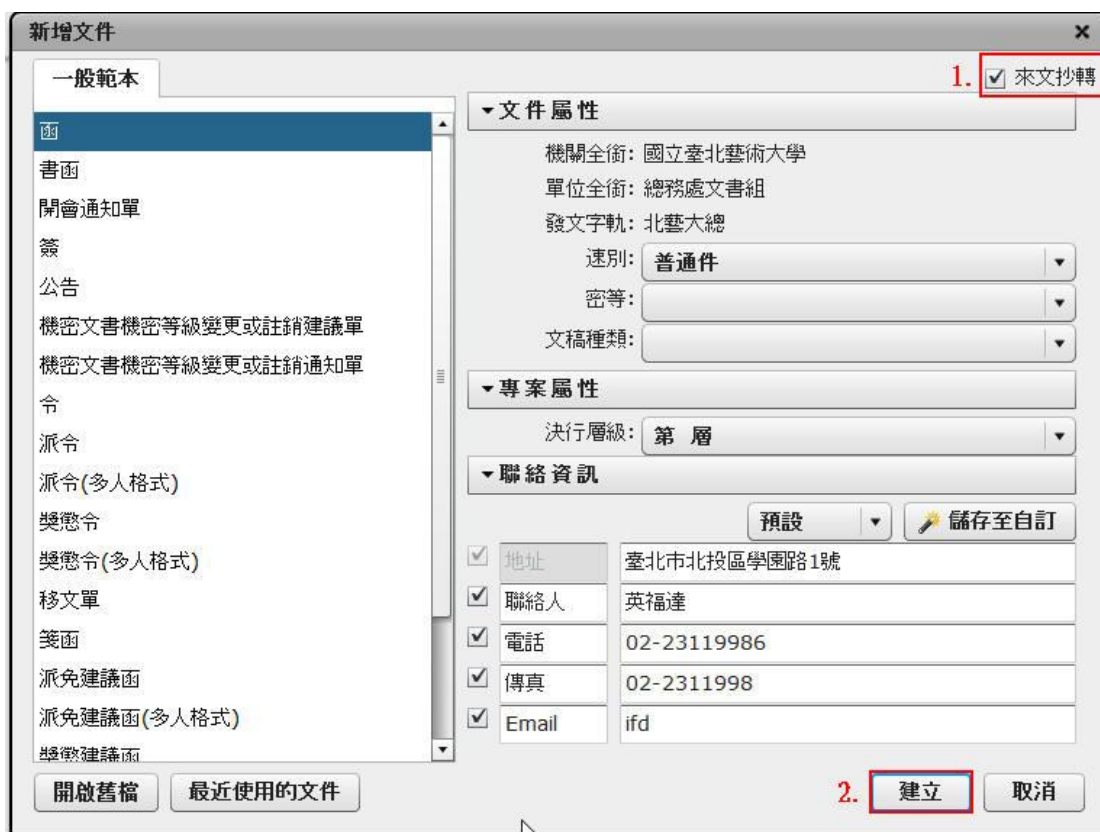 新增文件
×
一般範本
1. 來文抄轉
函
書函
開會通知單
簽
公告
機密文書機密等級變更或註銷建議單
機密文書機密等級變更或註銷通知單
令
派令
派令(多人格式)
獎懲令
獎懲令(多人格式)
移文單
箋函
派免建議函
派免建議函(多人格式)
獎懲建議函
文件屬性
機關全銜: 國立臺北藝術大學
單位全銜: 總務處文書組
發文字軌: 北藝大總
速別: 普通件
密等:
文稿種類:
專案屬性
決行層級: 第 層
聯絡資訊
預設 儲存至自訂
地址 臺北市北投區學園路1號
聯絡人 英福達
電話 02-23119986
傳真 02-2311998
Email ifd
開啟舊檔 最近使用的文件 2. 建立 取消